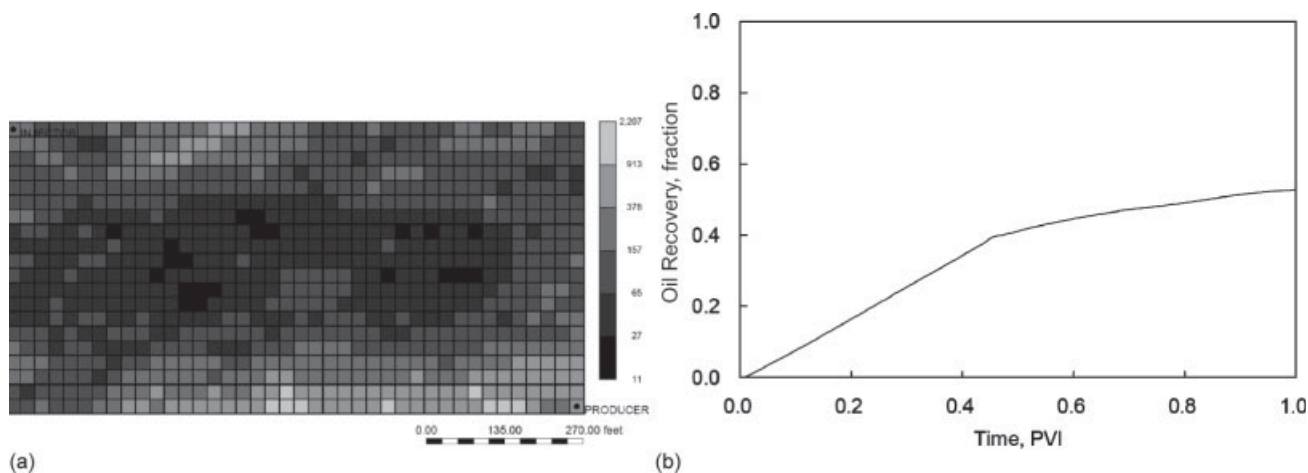 INJECTOR
2,207
913
378
157
65
27
11
PRODUCER
0.00 135.00 270.00 feet
(a)
1.0
0.8
0.6
0.4
0.2
0.0
Oil Recovery, fraction
0.0 0.2 0.4 0.6 0.8 1.0
Time, PVI
(b)